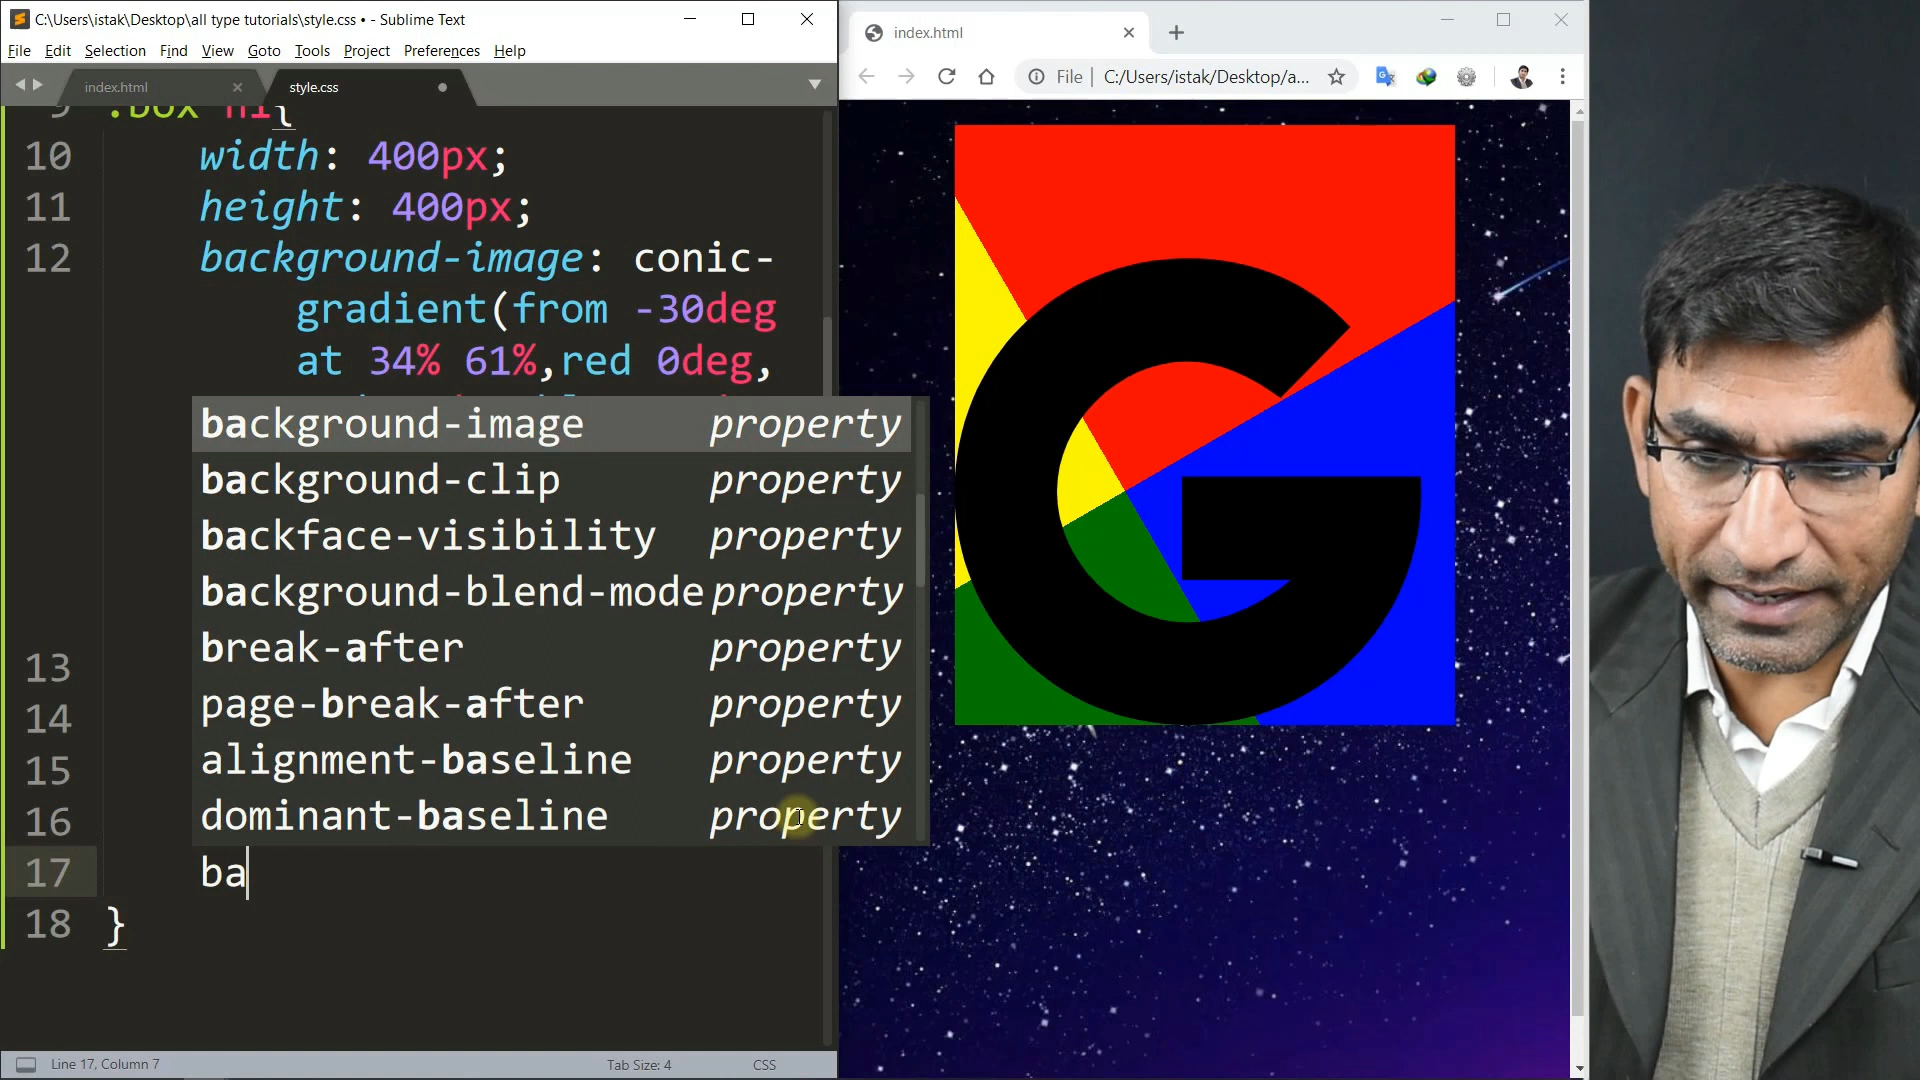 C:\Users\istak\Desktop\all type tutorials\style.css • - Sublime Text
File Edit Selection Find View Goto Tools Project Preferences Help
index.html
style.css
index.html
File C:/Users/istak/Desktop/a...
9 .box h1{
10 width: 400px;
11 height: 400px;
12 background-image: conic-
gradient(from -30deg
at 34% 61%,red 0deg,
background-image property
background-clip property
backface-visibility property
background-blend-mode property
break-after property
page-break-after property
alignment-baseline property
dominant-baseline property
13
14
15
16
17 ba
18 }
G
Line 17, Column 7
Tab Size: 4
CSS